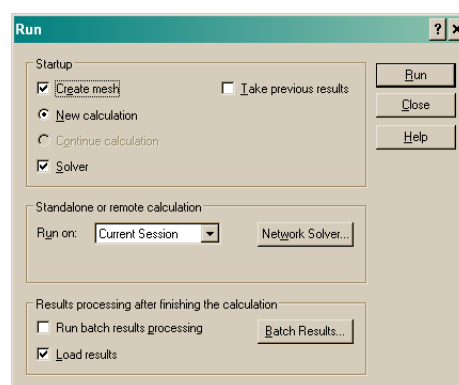 Run
Startup
Create mesh
Take previous results
New calculation
Continue calculation
Solver
Run
Close
Help
Standalone or remote calculation
Run on: Current Session
Network Solver...
Results processing after finishing the calculation
Run batch results processing
Batch Results...
Load results